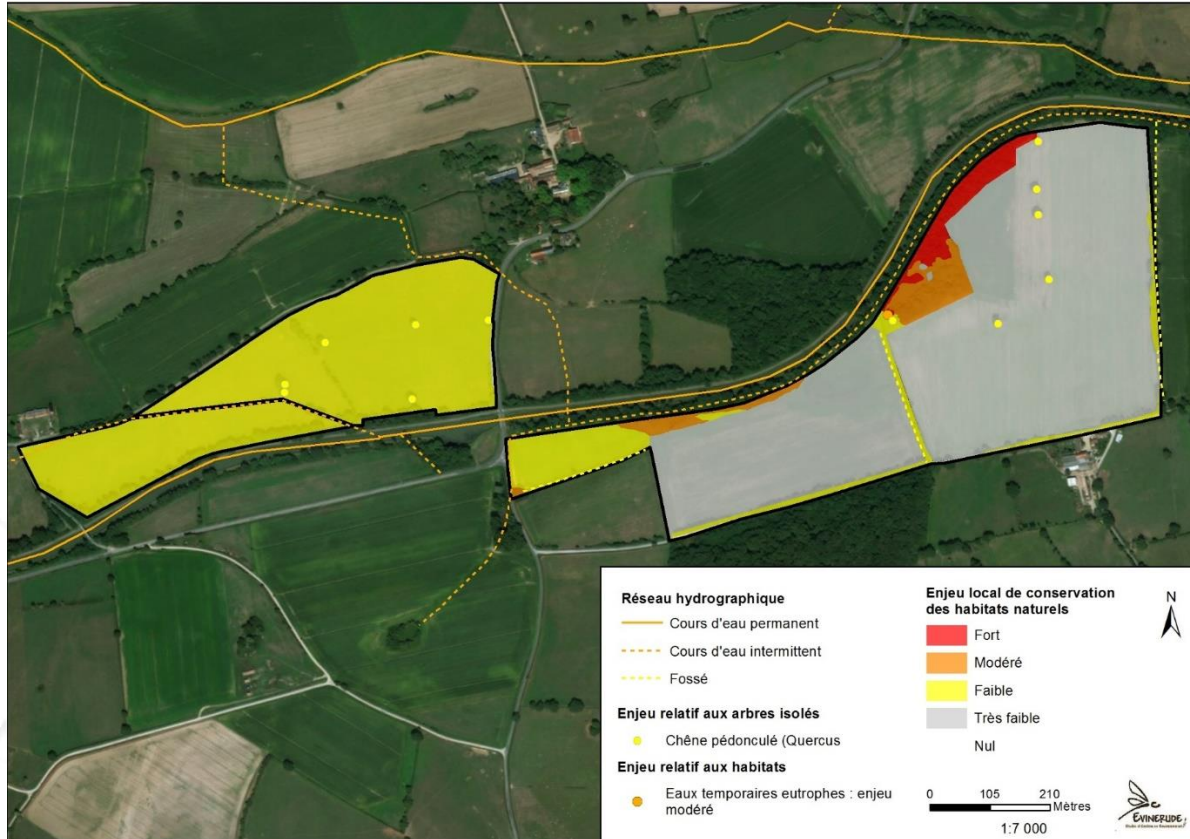 Réseau hydrographique
Cours d'eau permanent
Cours d'eau intermittent
Fossé
Enjeu relatif aux arbres isolés
Chêne pédonculé (Quercus
Enjeu relatif aux habitats
Eaux temporaires eutrophes : enjeu
modéré
Enjeu local de conservation
des habitats naturels
Fort
Modéré
Faible
Très faible
Nul
N
0 105 210
Mètres
1:7 000
EVINERUDE